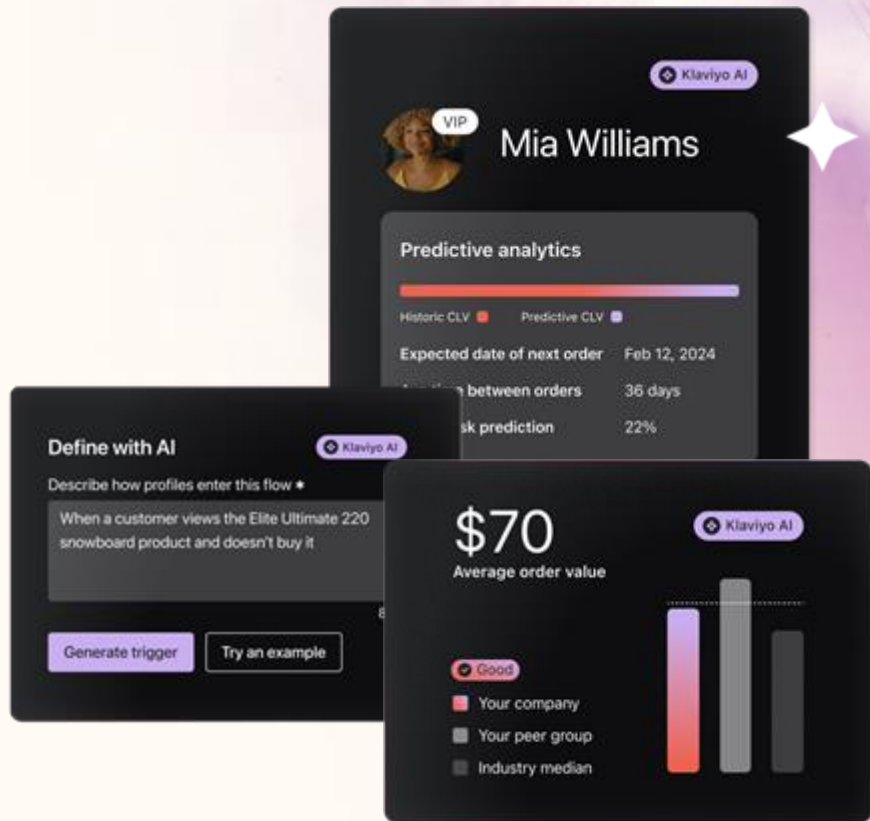 Klaviyo AI
VIP
Mia Williams
Predictive analytics
Historic CLV
Predictive CLV
Expected date of next order Feb 12, 2024
between orders 36 days
prediction 22%
Define with AI
Klaviyo AI
Describe how profiles enter this flow *
When a customer views the Elite Ultimate 220
snowboard product and doesn't buy it
8
Generate trigger
Try an example
$70
Klaviyo AI
Average order value
Good
Your company
Your peer group
Industry median